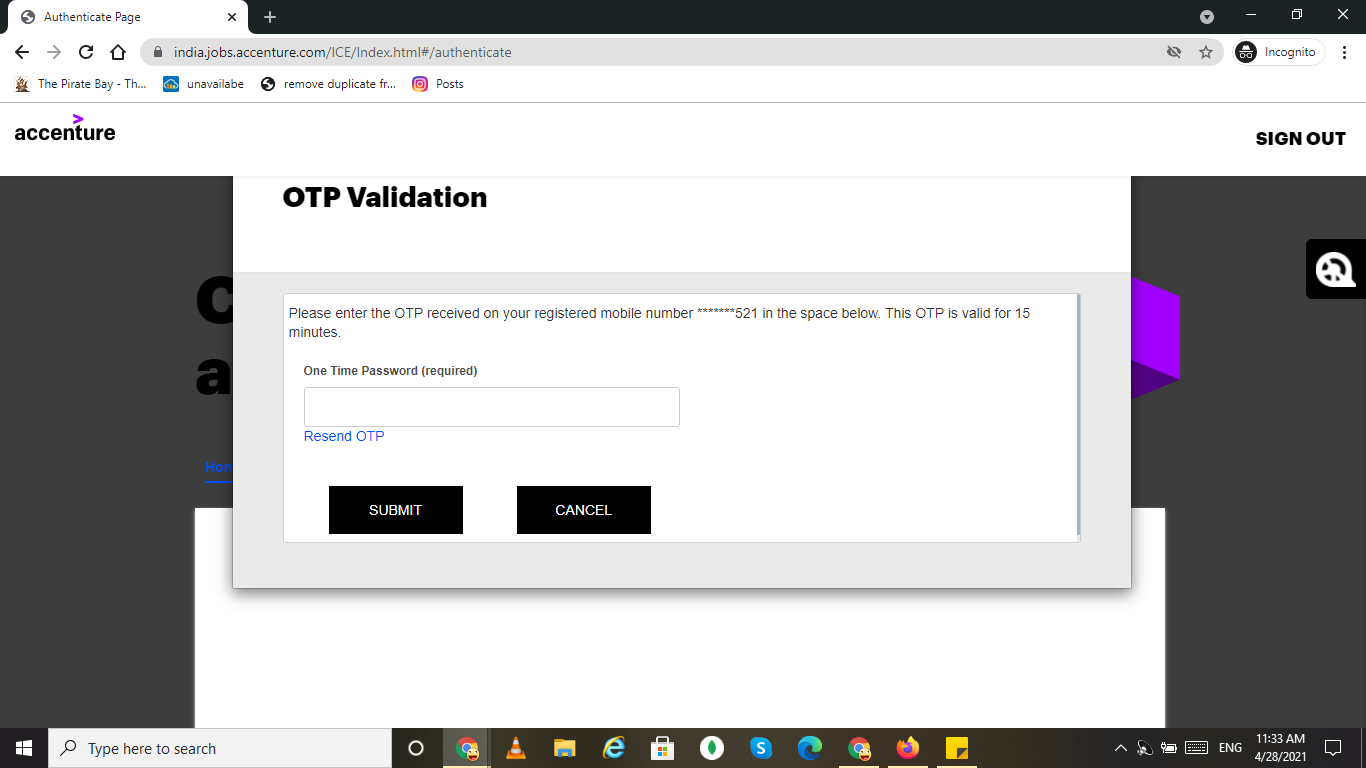 Authenticate Page
india.jobs.accenture.com/ICE/Index.html#/authenticate
Incognito
The Pirate Bay - Th...
unavailabe
remove duplicate fr...
Posts
accenture
SIGN OUT
OTP Validation
Please enter the OTP received on your registered mobile number *******521 in the space below. This OTP is valid for 15
minutes.
One Time Password (required)
Resend OTP
SUBMIT
CANCEL
Type here to search
ENG
11:33 AM
4/28/2021